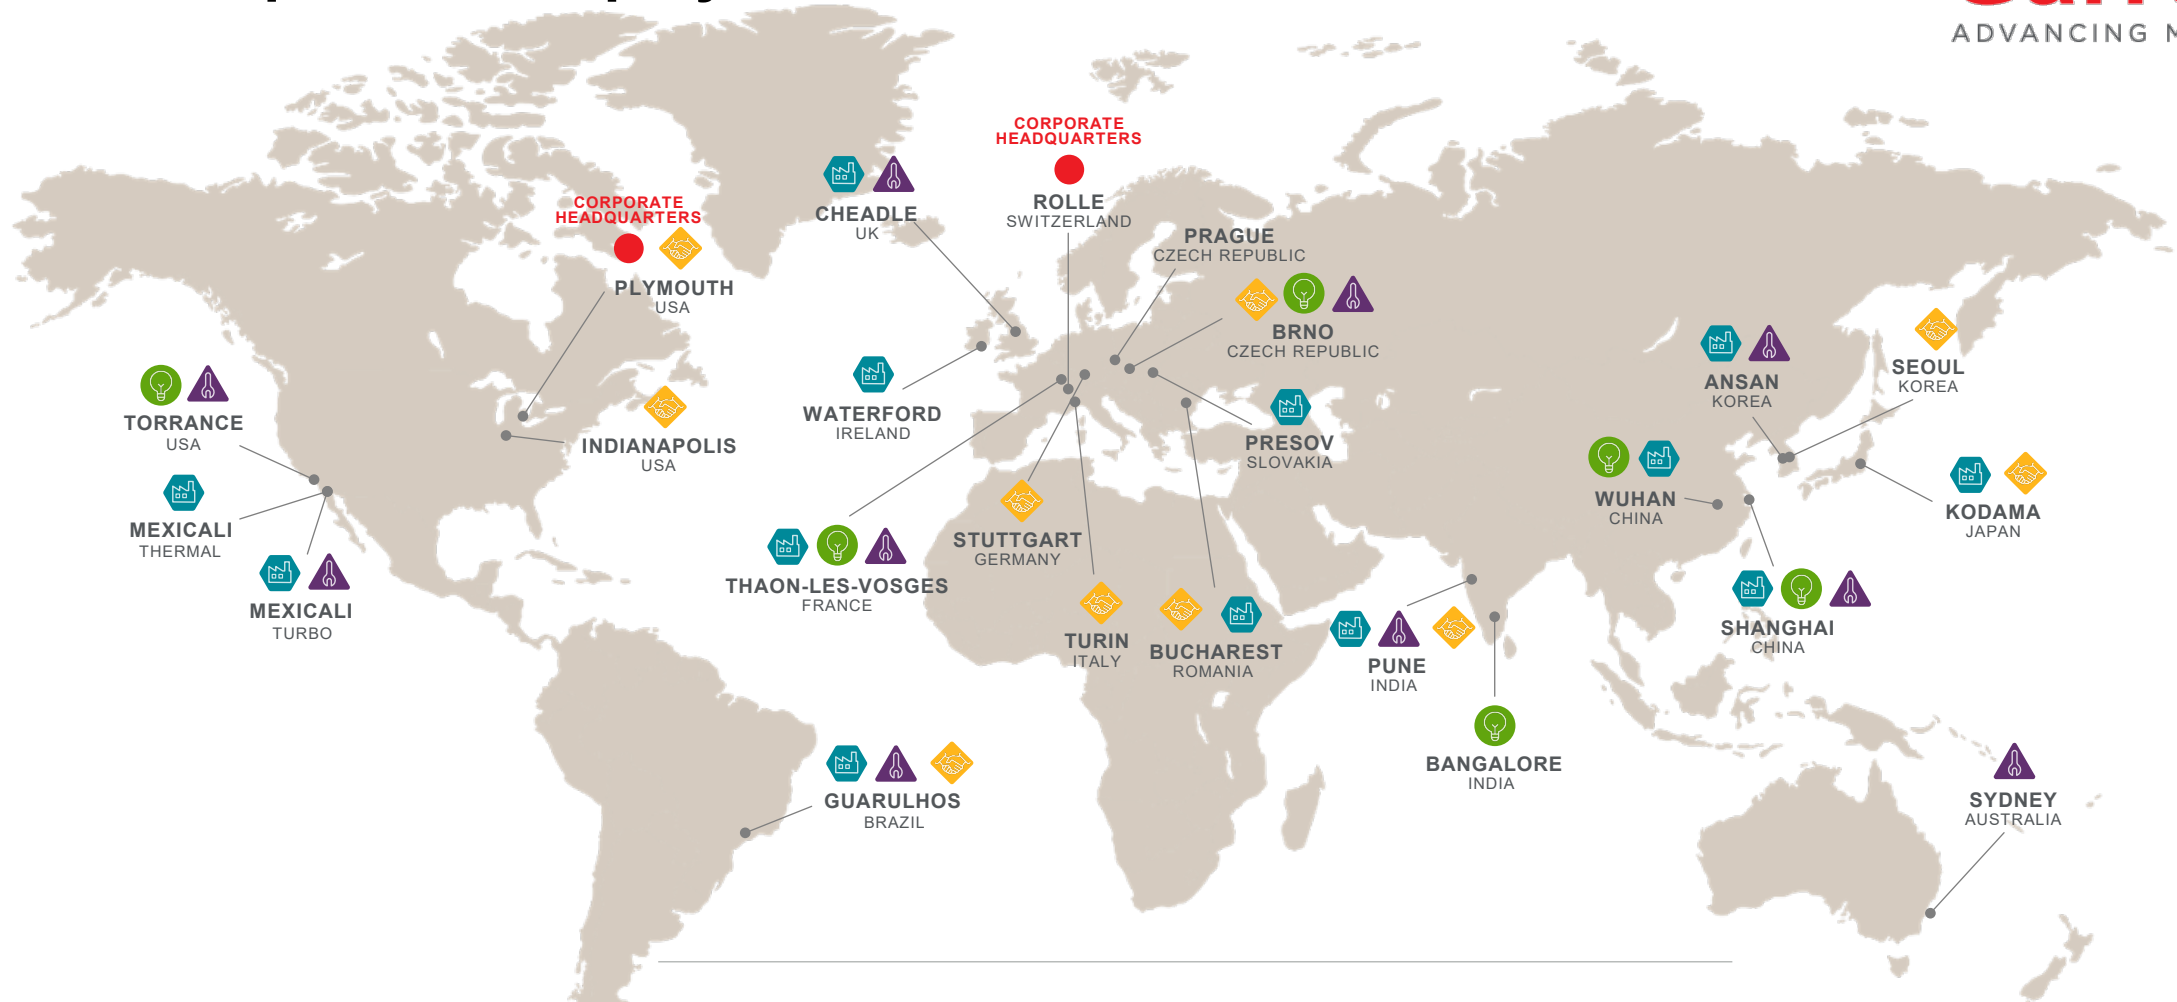 ADVANCING M
CORPORATE
HEADQUARTERS
ROLLE
SWITZERLAND
CORPORATE
HEADQUARTERS
PLYMOUTH
USA
CHEADLE
UK
PRAGUE
CZECH REPUBLIC
BRNO
CZECH REPUBLIC
TORRANCE
USA
INDIANAPOLIS
USA
WATERFORD
IRELAND
PRESOV
SLOVAKIA
ANSAN
KOREA
SEOUL
KOREA
MEXICALI
THERMAL
MEXICALI
TURBO
THAON-LES-VOSGES
FRANCE
STUTTGART
GERMANY
TURIN
ITALY
BUCHAREST
ROMANIA
WUHAN
CHINA
KODAMA
JAPAN
SHANGHAI
CHINA
PUNE
INDIA
BANGALORE
INDIA
GUARULHOS
BRAZIL
SYDNEY
AUSTRALIA